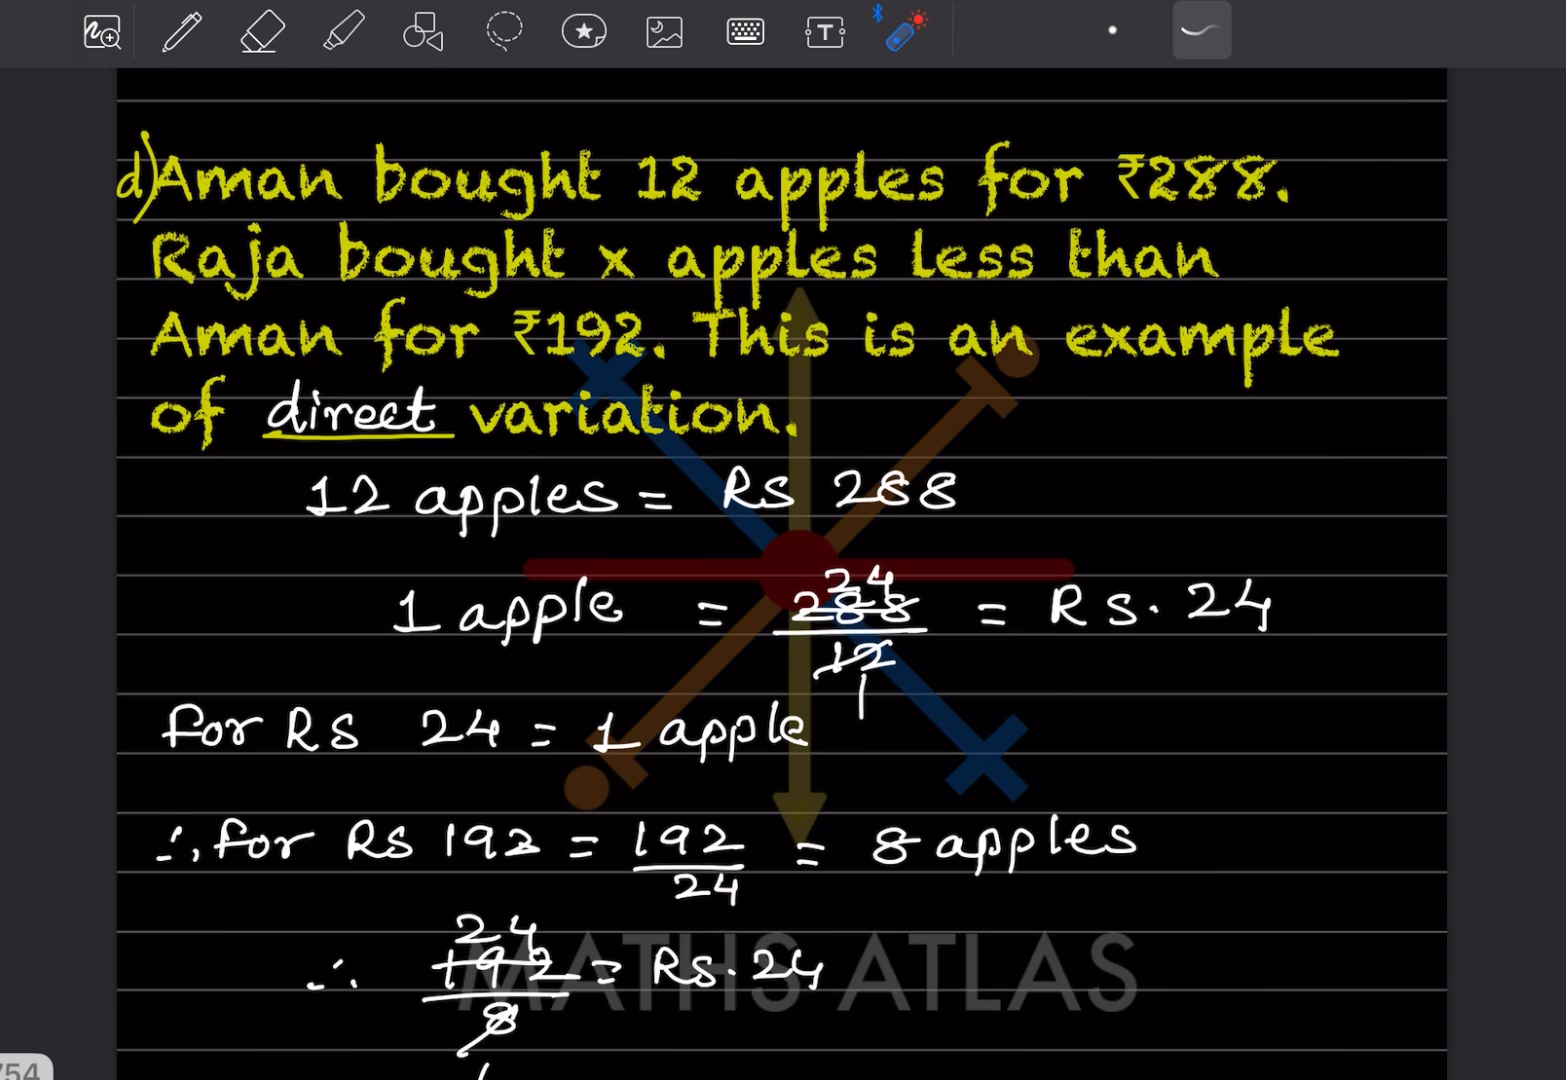 d) Aman bought 12 apples for ₹288.
Raja bought x apples less than
Aman for ₹192. This is an example
of direct variation.
12 apples = Rs 288
24
1 apple = 288/12 = Rs. 24
1
for Rs 24 = 1 apple
∴, for Rs 192 = 192/24 = 8 apples
24
∴ 192/8 = Rs. 24
1
MATHS ATLAS
754